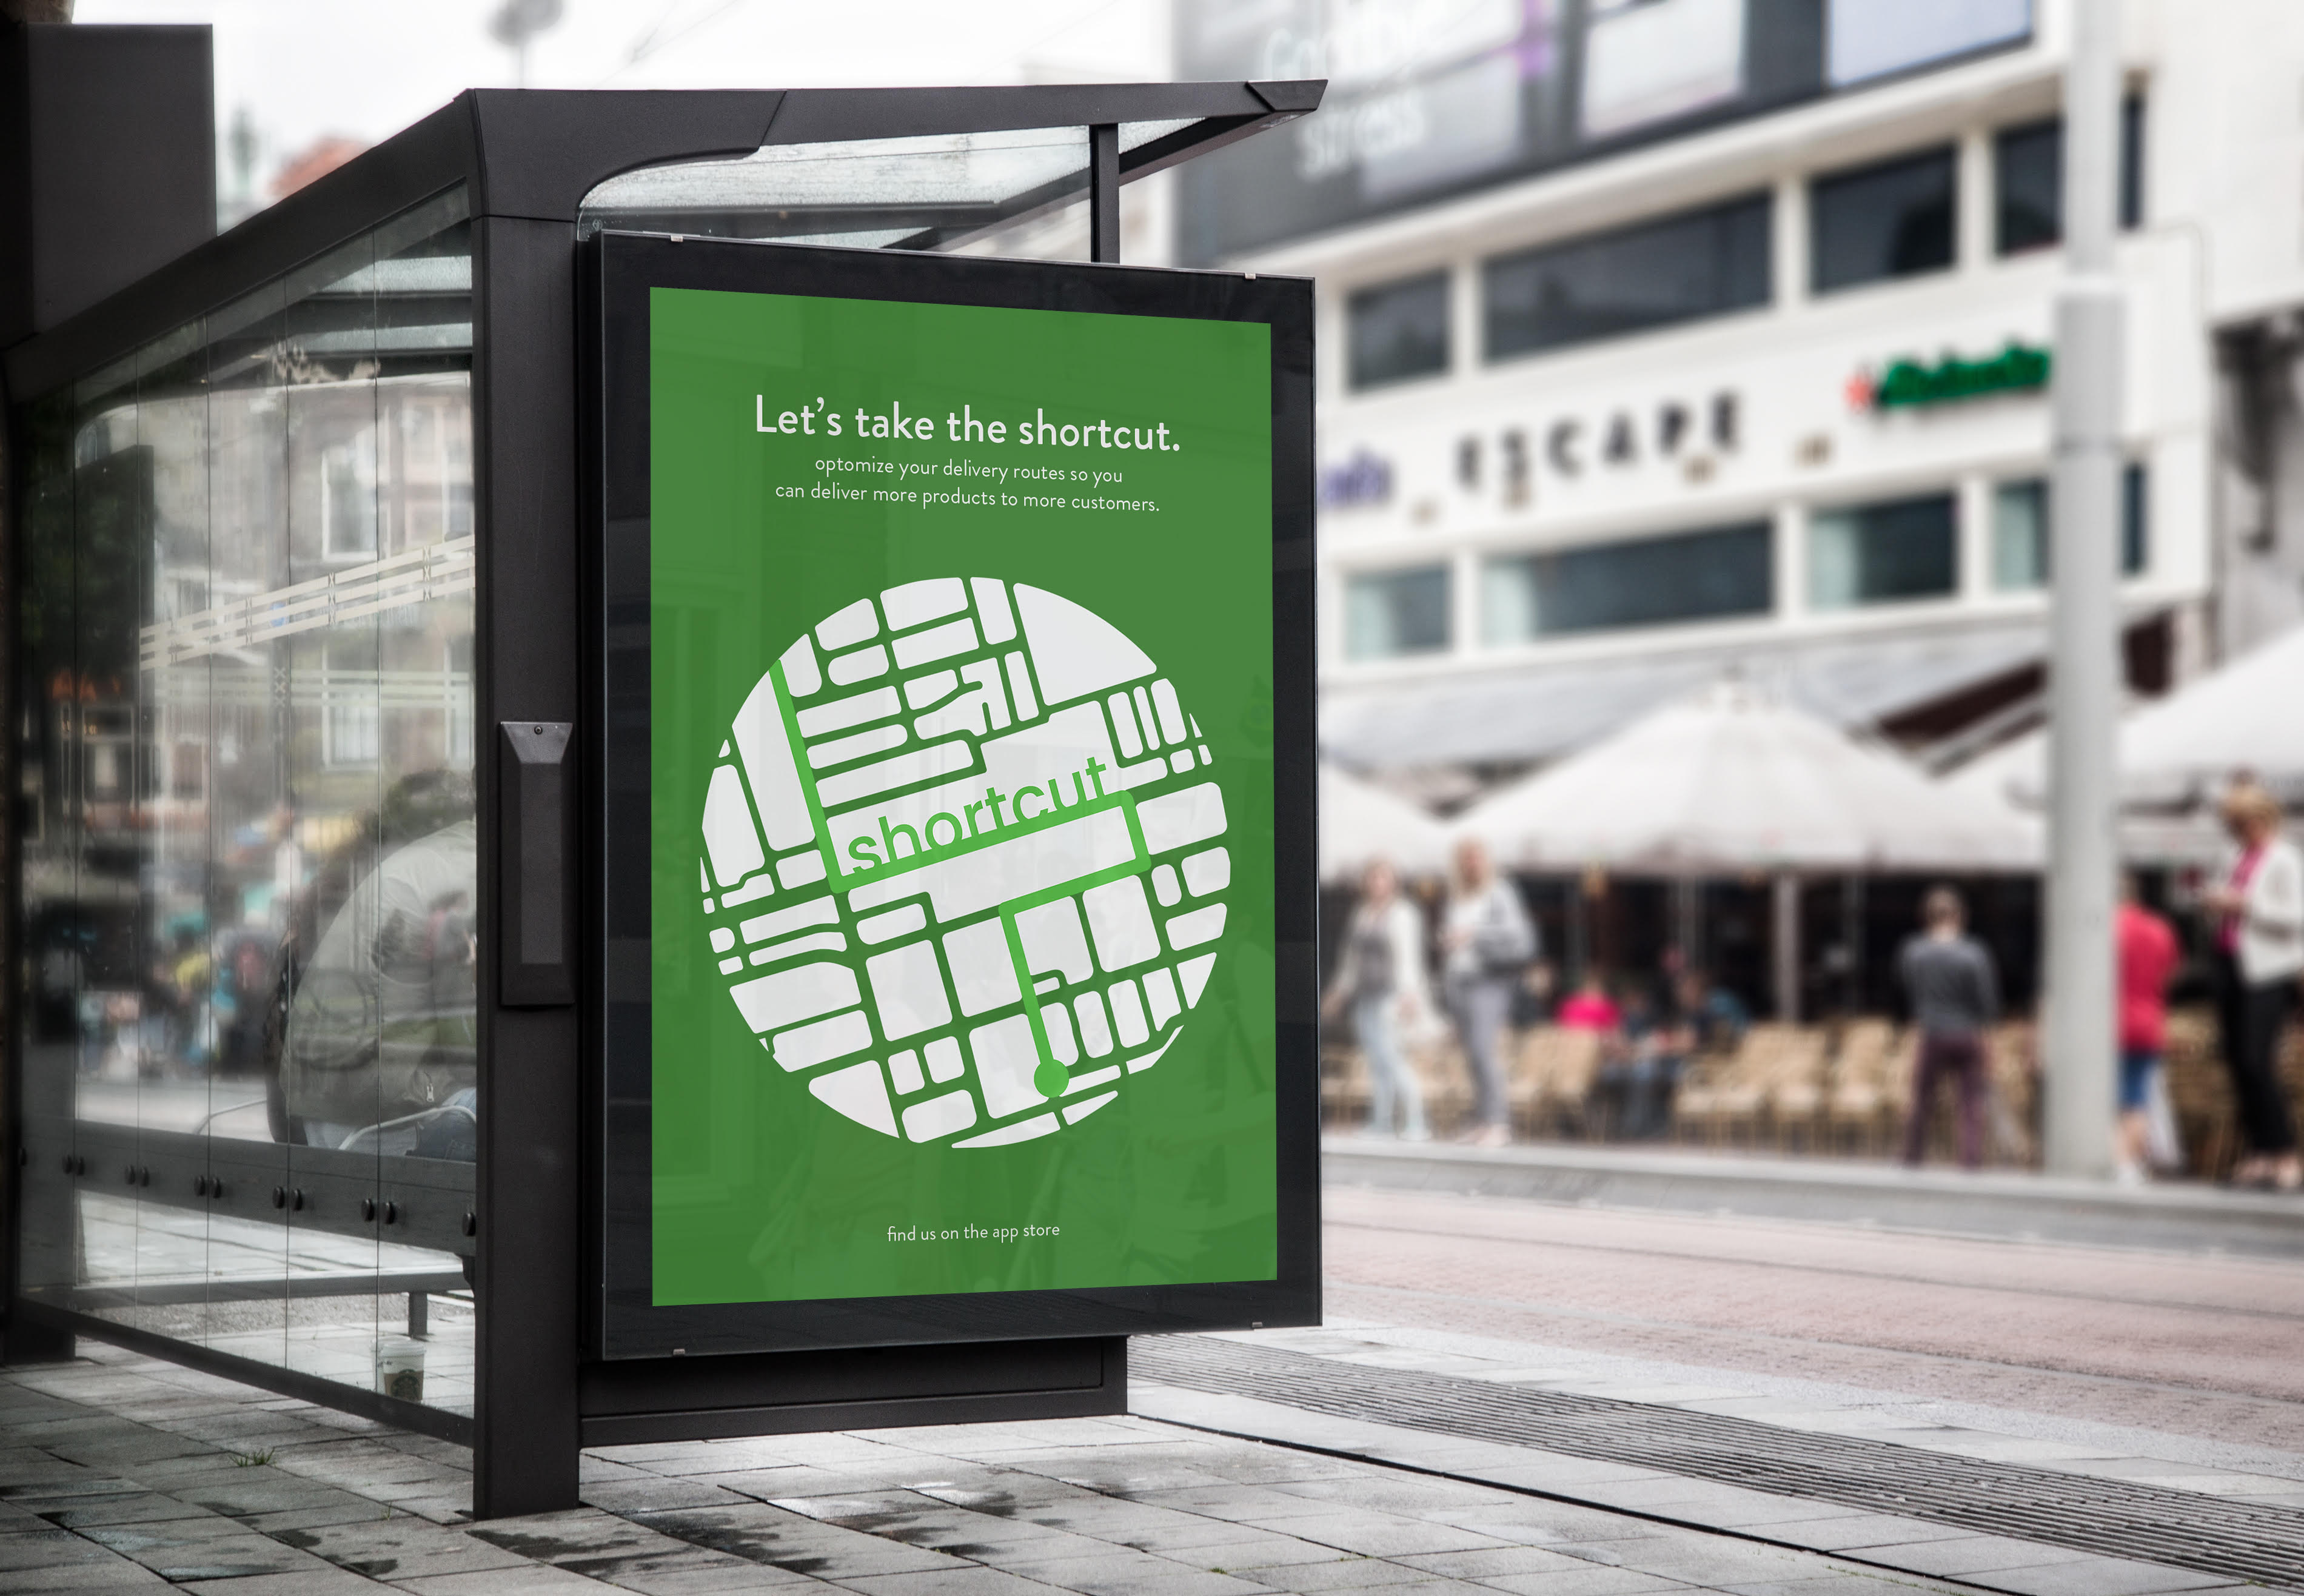 Let's take the shortcut.
optomize your delivery routes so you
can deliver more products to more customers.
shortcut
find us on the app store
ESCAPE
Heineken